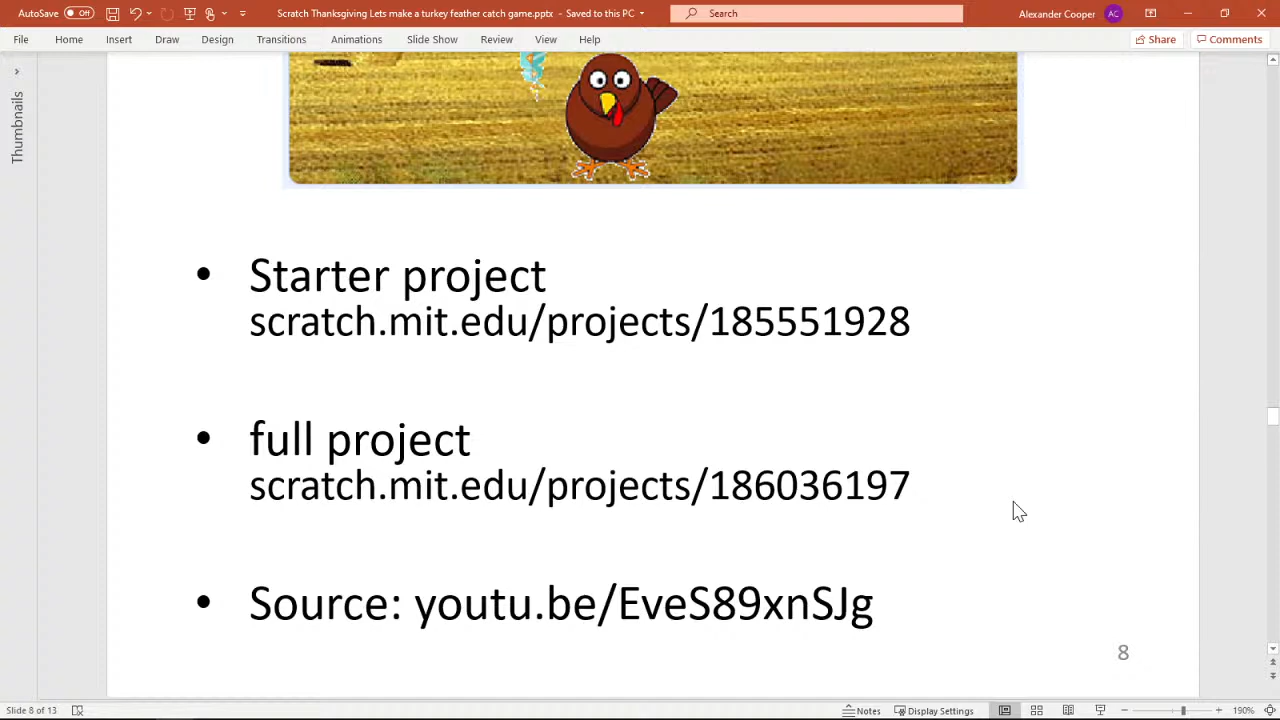 AutoSave Off Scratch Thanksgiving Lets make a turkey feather catch game.pptx - Saved to this PC Search Alexander Cooper AC
File Home Insert Draw Design Transitions Animations Slide Show Review View Help Share Comments
Thumbnails
• Starter project
scratch.mit.edu/projects/185551928
• full project
scratch.mit.edu/projects/186036197
• Source: youtu.be/EveS89xnSJg
8
Slide 8 of 13 Notes Display Settings 190%